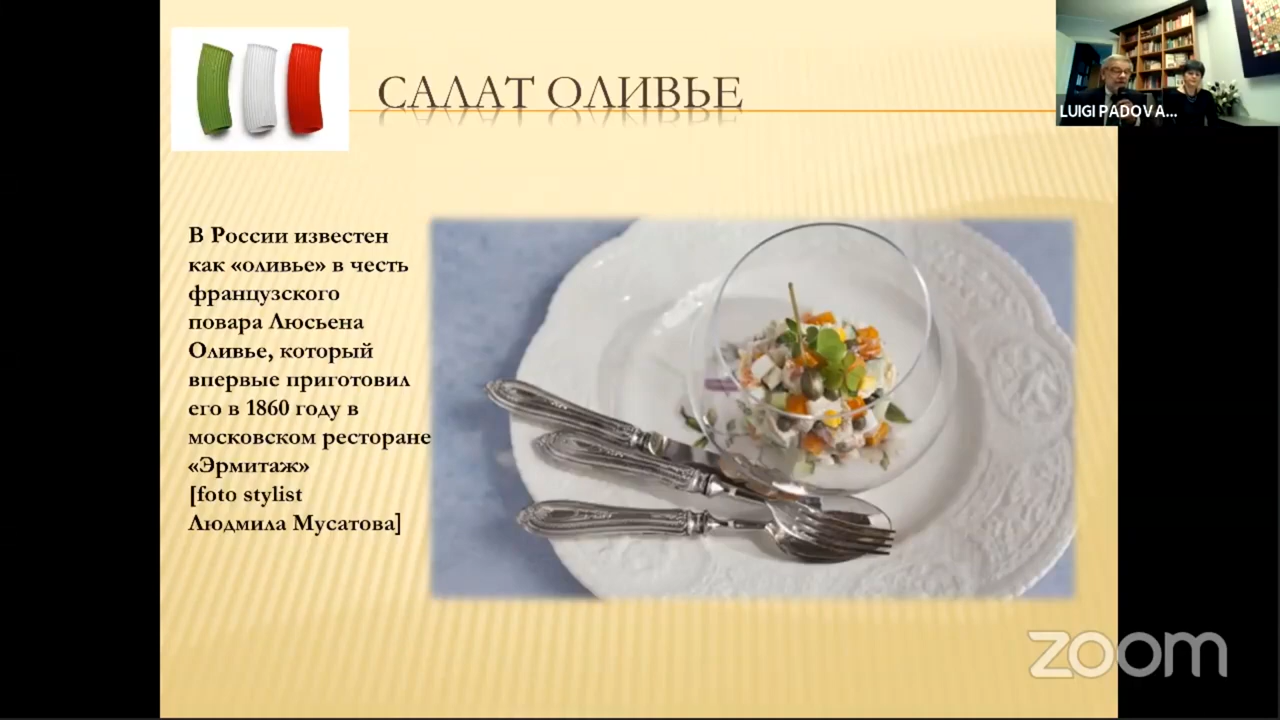 САЛАТ ОЛИВЬЕ
LUIGI PADOVA...
В России известен
как «оливье» в честь
французского
повара Люсьена
Оливье, который
впервые приготовил
его в 1860 году в
московском ресторане
«Эрмитаж»
[foto stylist
Людмила Мусатова]
zoom